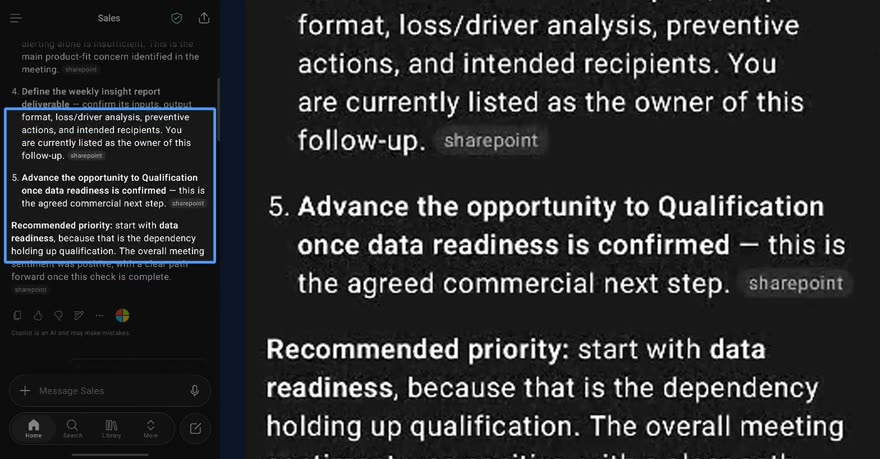 Sales
alerting alone is insufficient. This is the
main product-fit concern identified in the
meeting. sharepoint
4. Define the weekly insight report
deliverable — confirm its inputs, output
format, loss/driver analysis, preventive
actions, and intended recipients. You
are currently listed as the owner of this
follow-up. sharepoint
5. Advance the opportunity to Qualification
once data readiness is confirmed — this is
the agreed commercial next step. sharepoint
Recommended priority: start with data
readiness, because that is the dependency
holding up qualification. The overall meeting
sentiment was positive, with a clear path
forward once this check is complete.
sharepoint
Copilot is an AI and may make mistakes.
Message Sales
Home
Search
Library
More
format, loss/driver analysis, preventive
actions, and intended recipients. You
are currently listed as the owner of this
follow-up. sharepoint
5. Advance the opportunity to Qualification
once data readiness is confirmed — this is
the agreed commercial next step. sharepoint
Recommended priority: start with data
readiness, because that is the dependency
holding up qualification. The overall meeting